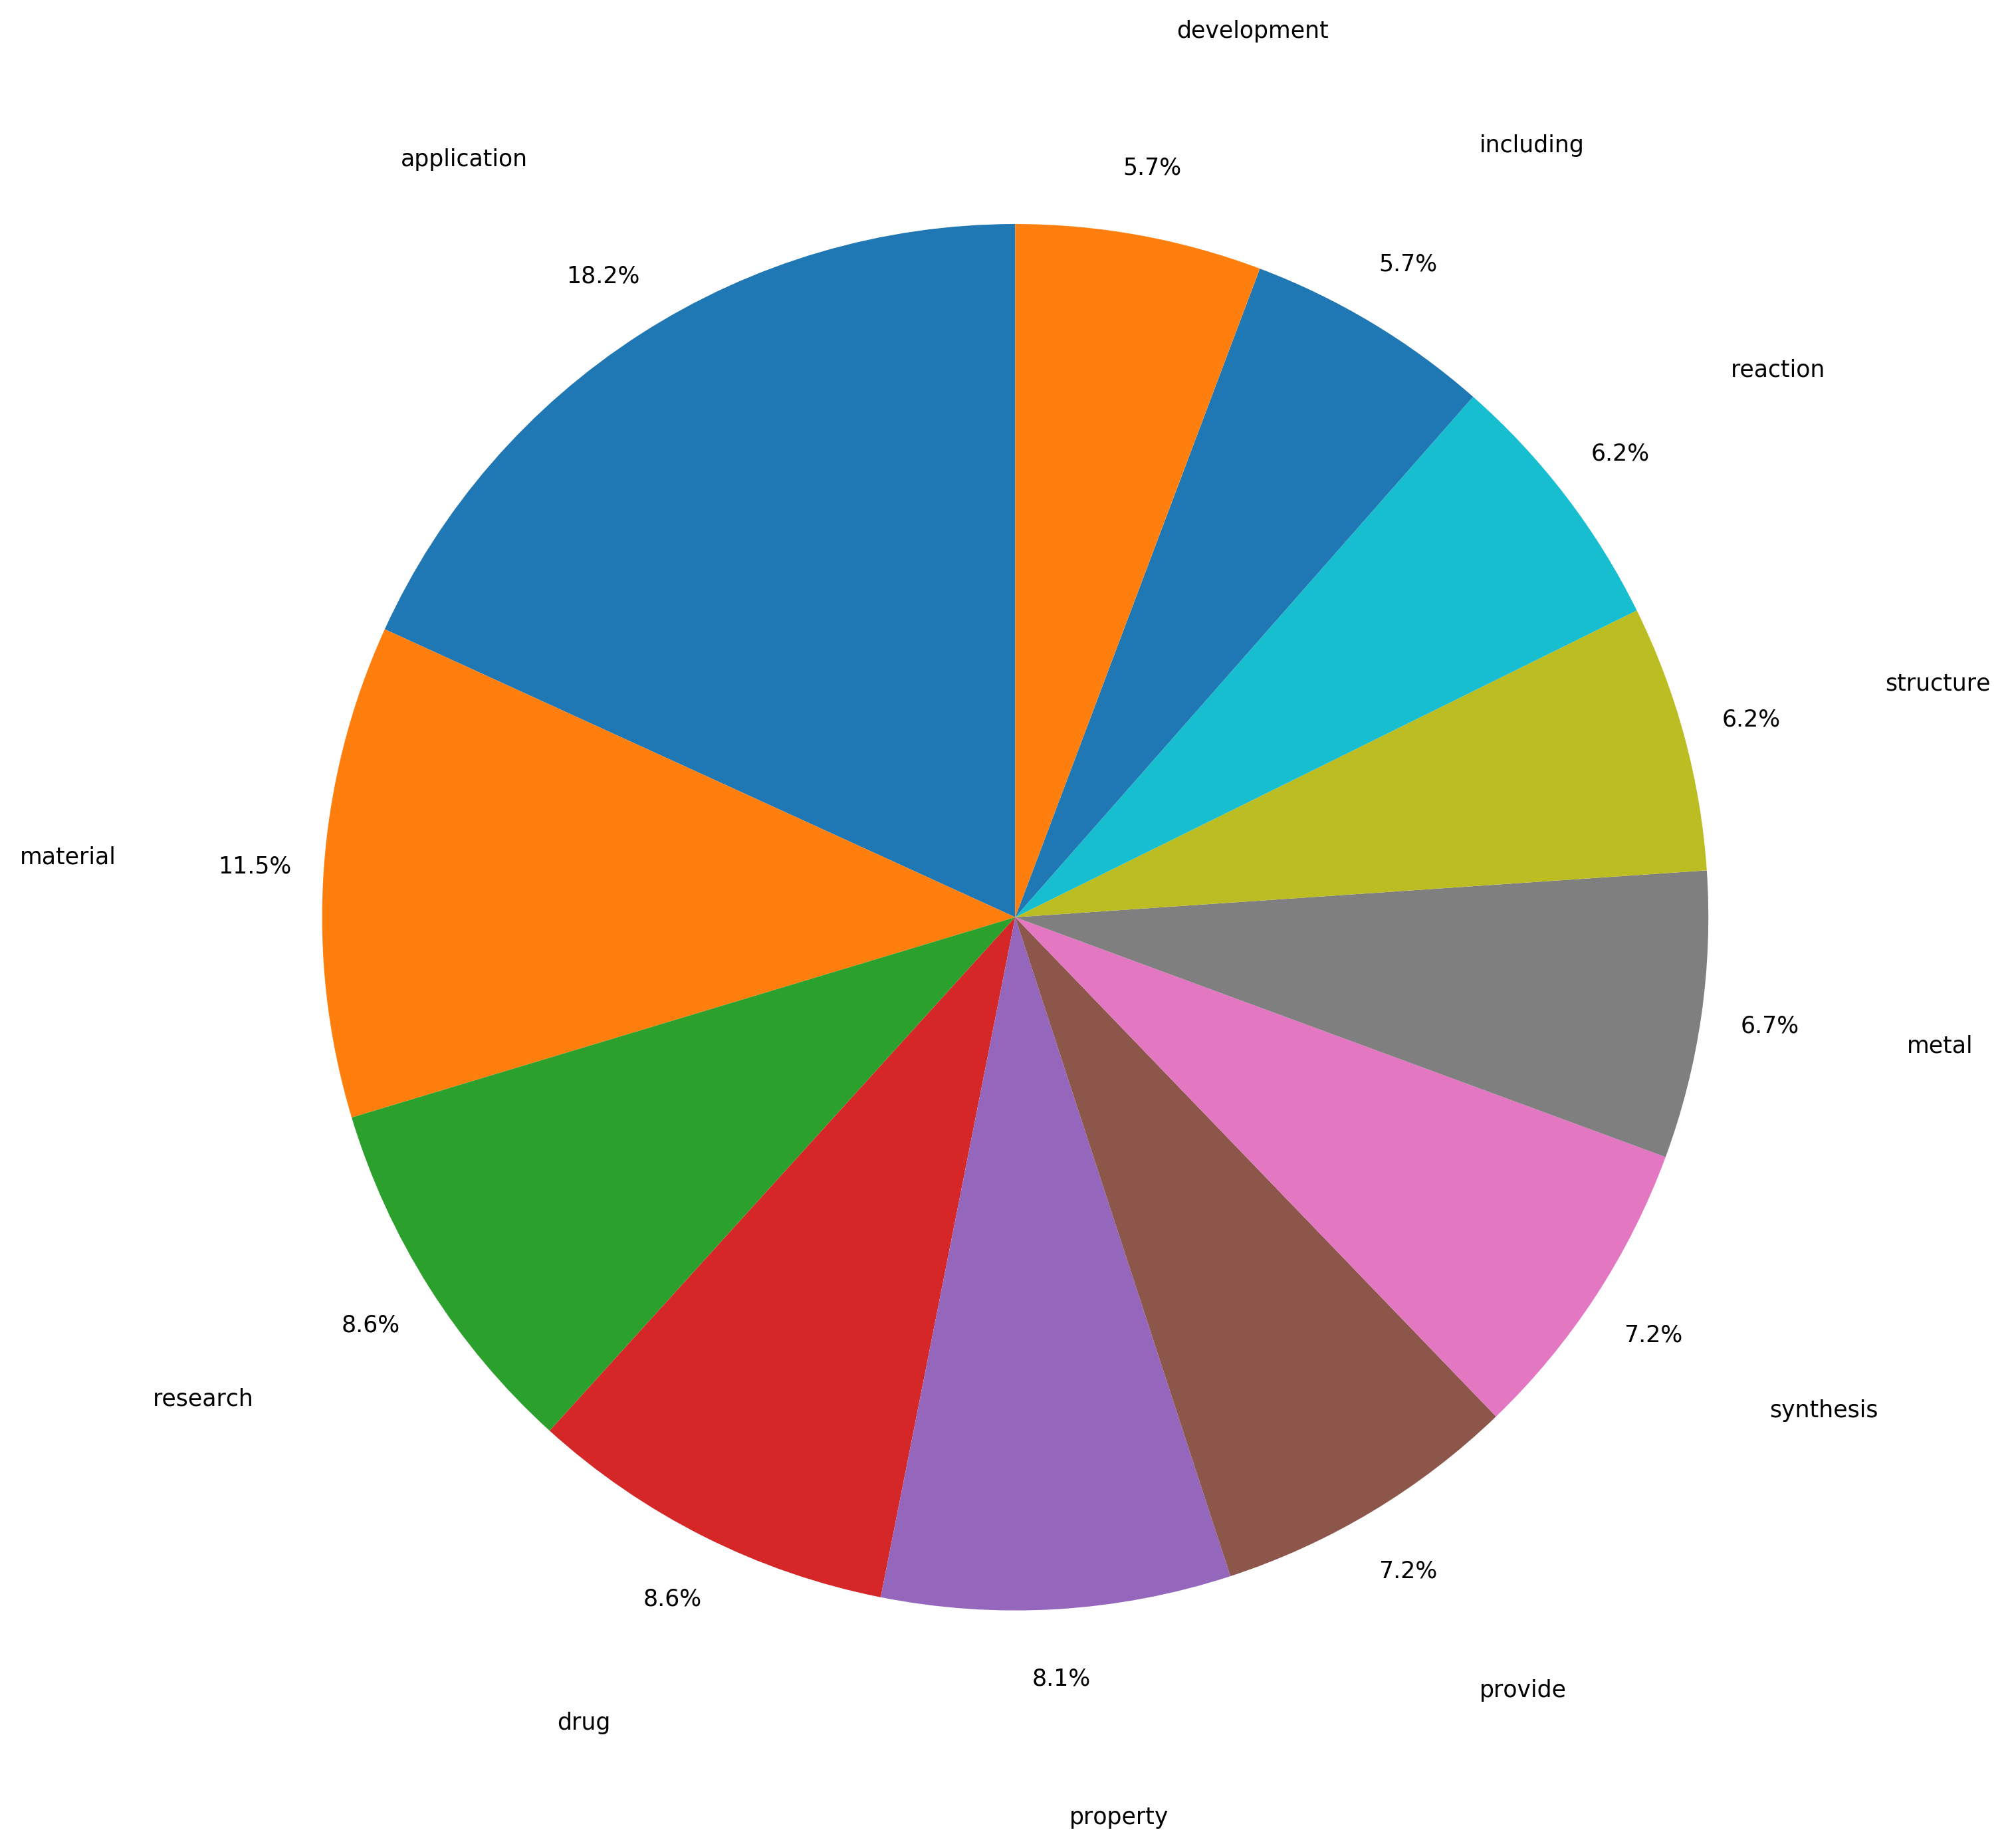 development
including
application
5.7%
5.7%
18.2%
reaction
6.2%
structure
6.2%
material
11.5%
6.7%
metal
8.6%
7.2%
research
synthesis
7.2%
8.6%
8.1%
provide
drug
property